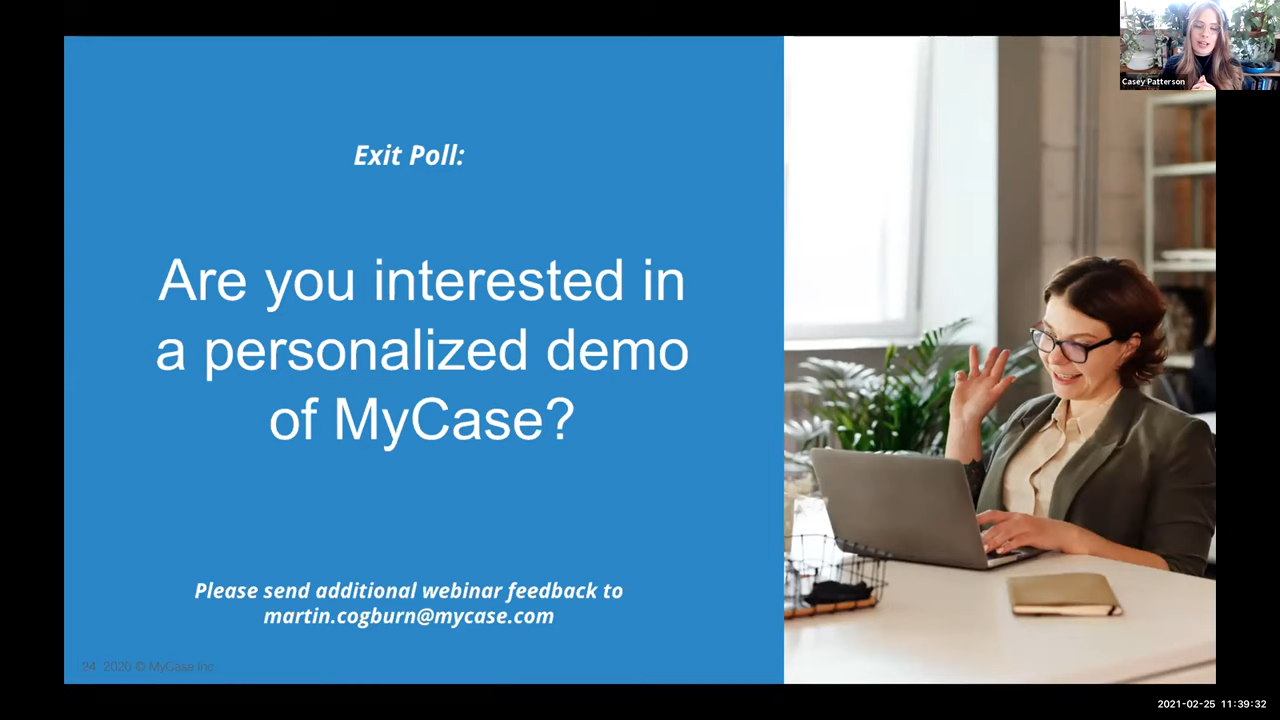 Casey Patterson
Exit Poll:
Are you interested in
a personalized demo
of MyCase?
Please send additional webinar feedback to
martin.cogburn@mycase.com
24 2020 © MyCase Inc.
2021-02-25 11:39:32